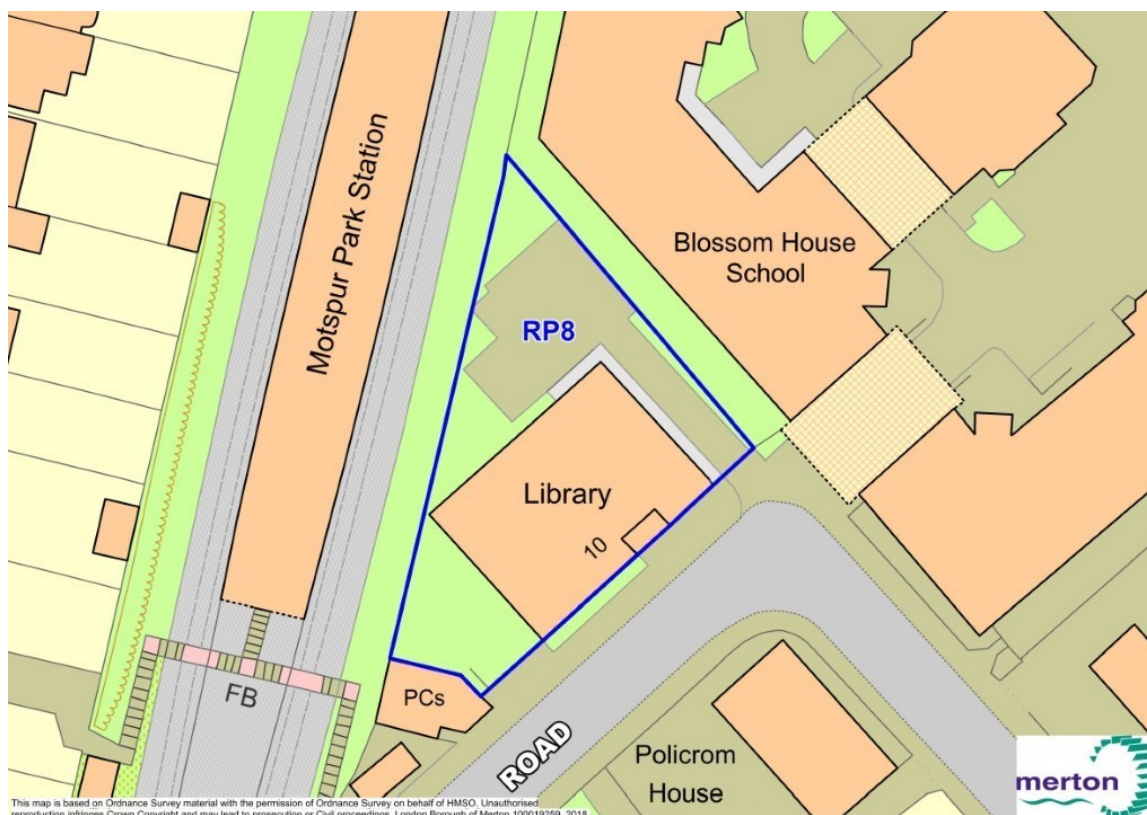 Motspur Park Station
Blossom House
School
RP8
Library
10
FB
PCs
ROAD
Policrom
House
merton
This map is based on Ordnance Survey material with the permission of Ordnance Survey on behalf of HMSO. Unauthorised
reproduction infringes Crown Copyright and may lead to prosecution or Civil proceedings. London Borough of Merton 100019259. 2018.